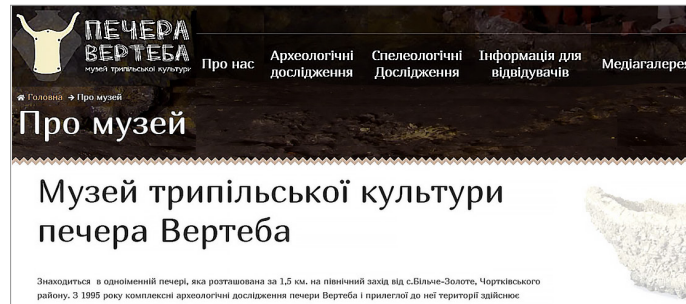 ПЕЧЕРА
ВЕРТЕБА
музей трипільської культури
Про нас
Археологічні
дослідження
Спелеологічні
Дослідження
Інформація для
відвідувачів
Медіагалерея
Головна → Про музей
Про музей
Музей трипільської культури
печера Вертеба
Знаходиться в одноіменній печері, яка розташована за 1,5 км. на північний захід від с.Більче-Золоте, Чортківського
району. З 1995 року комплексні археологічні дослідження печери Вертеба і прилеглої до неї території здійснює